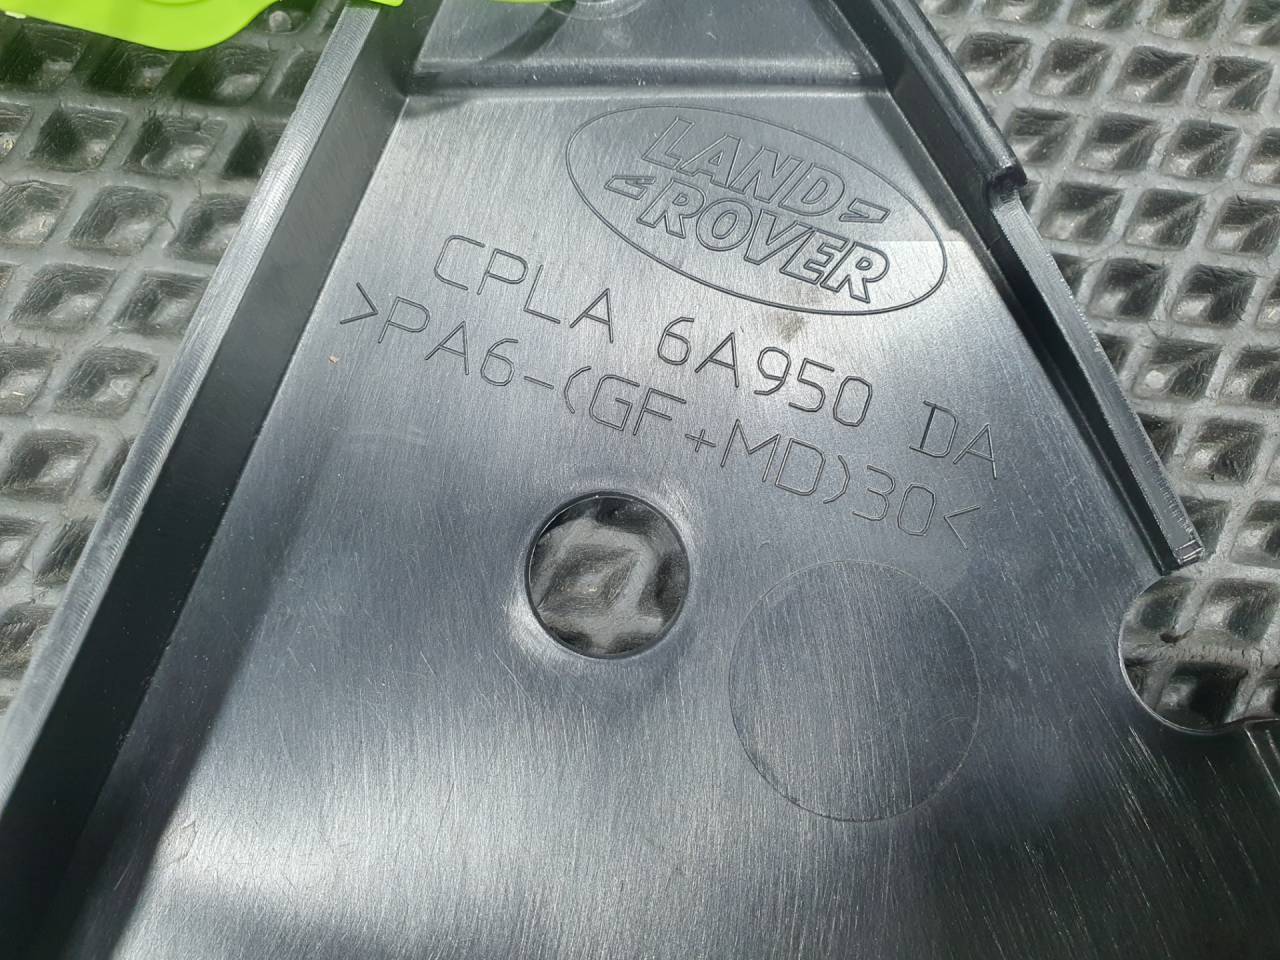 LAND
ROVER
CPLA 6A950 DA
>PA6-(GF+MD)30<